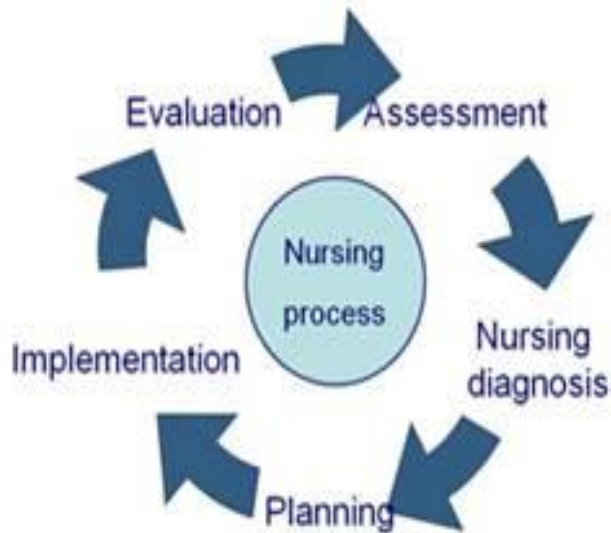 Evaluation
Assessment
Nursing
process
Nursing
diagnosis
Planning
Implementation